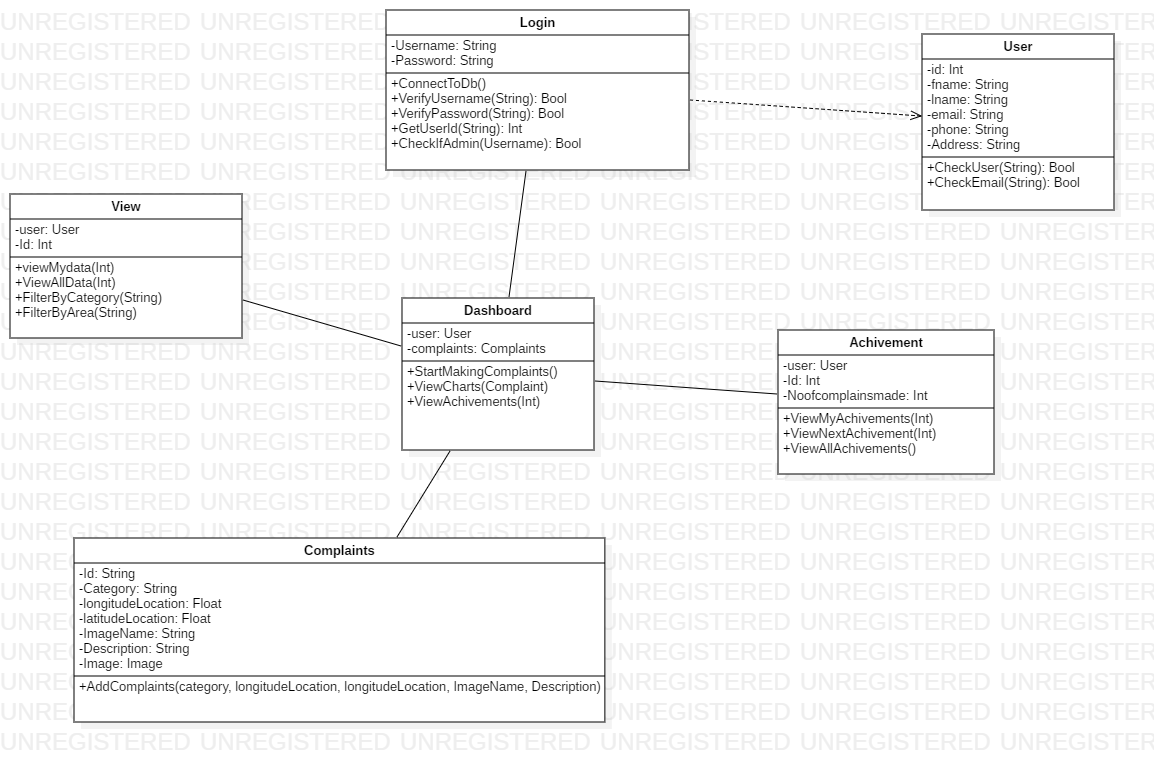 Login
-Username: String
-Password: String
+ConnectToDb()
+VerifyUsername(String): Bool
+VerifyPassword(String): Bool
+GetUserId(String): Int
+CheckIfAdmin(Username): Bool
User
-id: Int
-fname: String
-lname: String
-email: String
-phone: String
-Address: String
+CheckUser(String): Bool
+CheckEmail(String): Bool
View
-user: User
-Id: Int
+viewMydata(Int)
+ViewAllData(Int)
+FilterByCategory(String)
+FilterByArea(String)
Dashboard
-user: User
-complaints: Complaints
+StartMakingComplaints()
+ViewCharts(Complaint)
+ViewAchivements(Int)
Achivement
-user: User
-Id: Int
-Noofcomplainsmade: Int
+ViewMyAchivements(Int)
+ViewNextAchivement(Int)
+ViewAllAchivements()
Complaints
-Id: String
-Category: String
-longitudeLocation: Float
-latitudeLocation: Float
-ImageName: String
-Description: String
-Image: Image
+AddComplaints(category, longitudeLocation, longitudeLocation, ImageName, Description)
UNREGISTERED